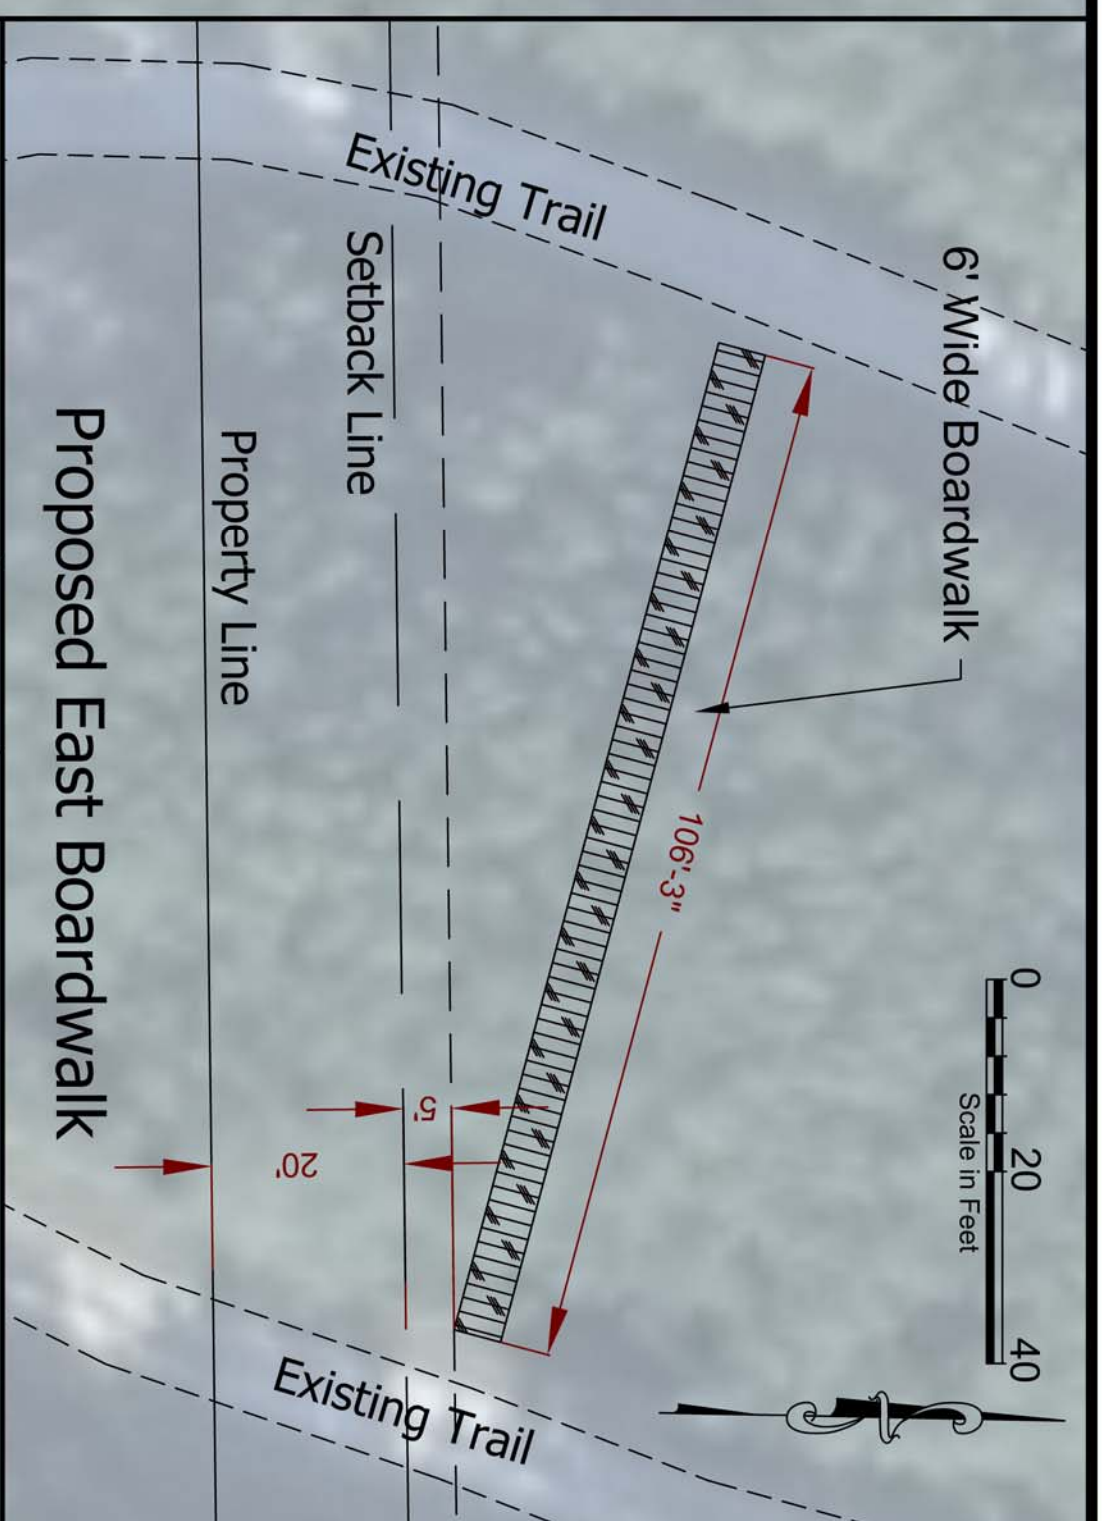 Existing Trail
6' Wide Boardwalk
0 20 40
Scale in Feet
106'-3"
Setback Line
5'
20'
Property Line
Existing Trail
Proposed East Boardwalk